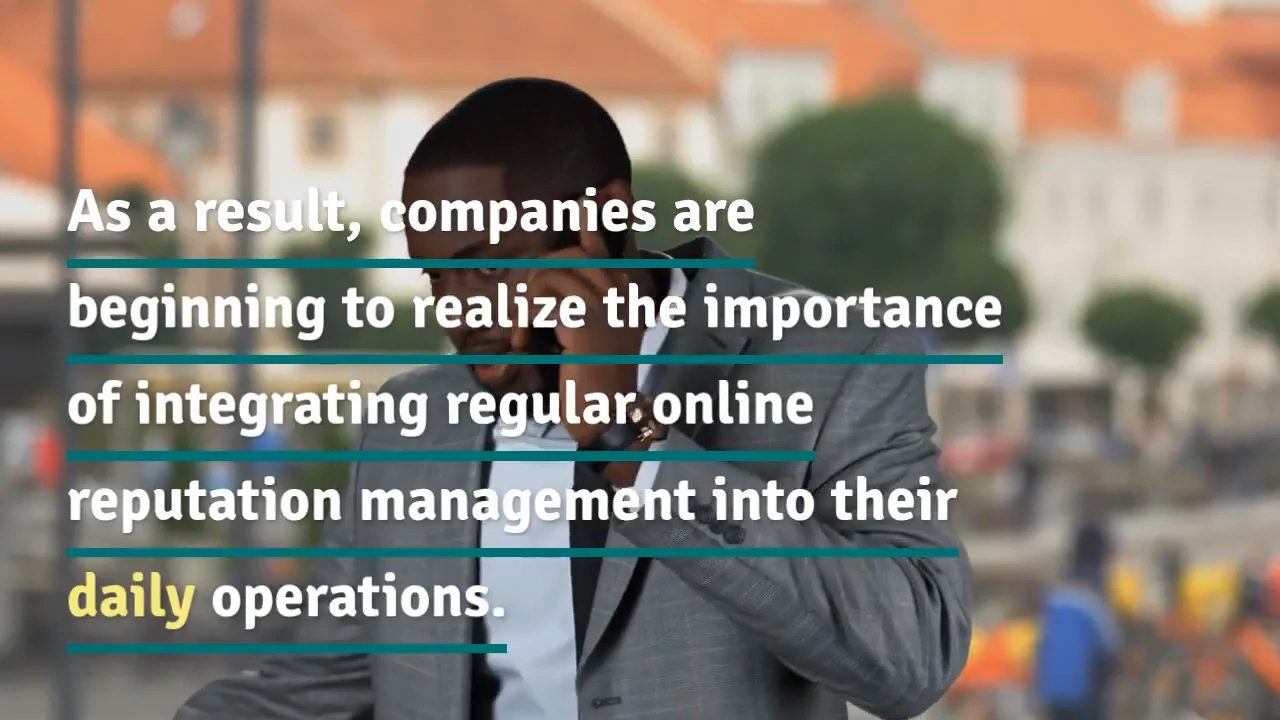 As a result, companies are
beginning to realize the importance
of integrating regular online
reputation management into their
daily operations.